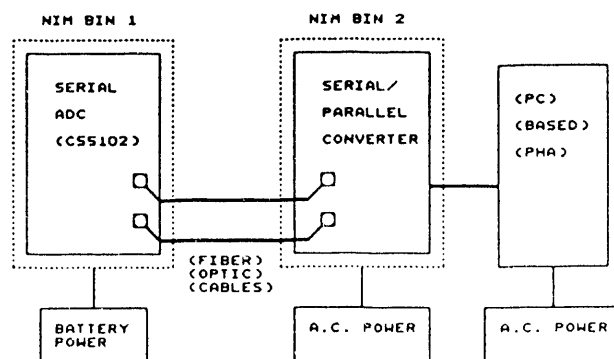 NIM BIN 1
NIM BIN 2
SERIAL
ADC
(CS5102)
SERIAL/
PARALLEL
CONVERTER
(PC)
(BASED)
(PHA)
(FIBER)
(OPTIC)
(CABLES)
BATTERY
POWER
A.C. POWER
A.C. POWER